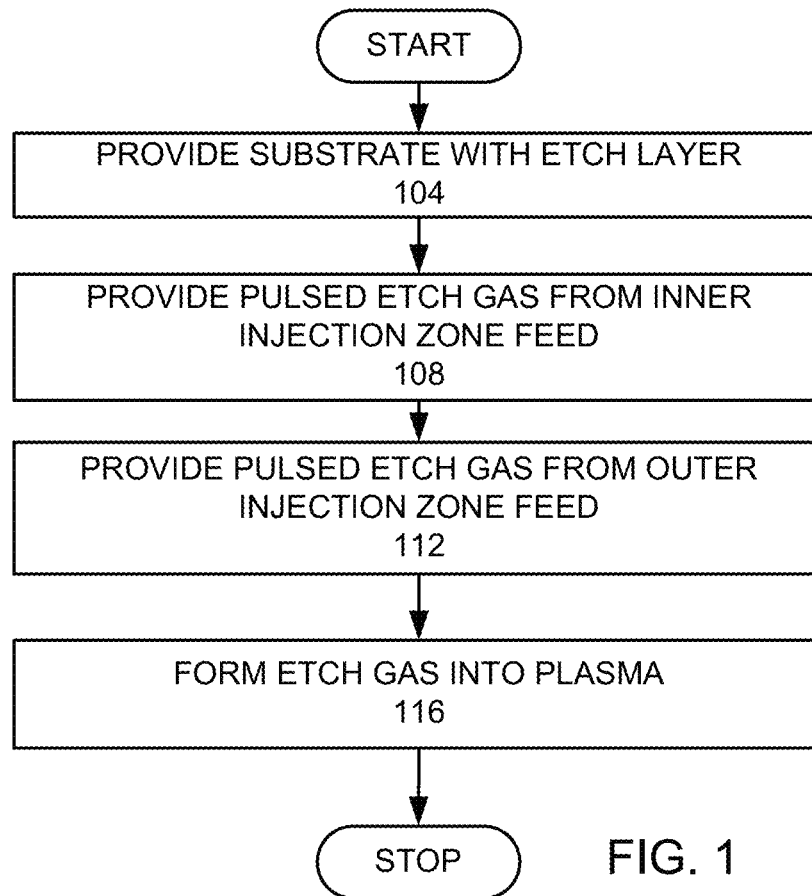 START
PROVIDE SUBSTRATE WITH ETCH LAYER
104
PROVIDE PULSED ETCH GAS FROM INNER
INJECTION ZONE FEED
108
PROVIDE PULSED ETCH GAS FROM OUTER
INJECTION ZONE FEED
112
FORM ETCH GAS INTO PLASMA
116
STOP
FIG. 1